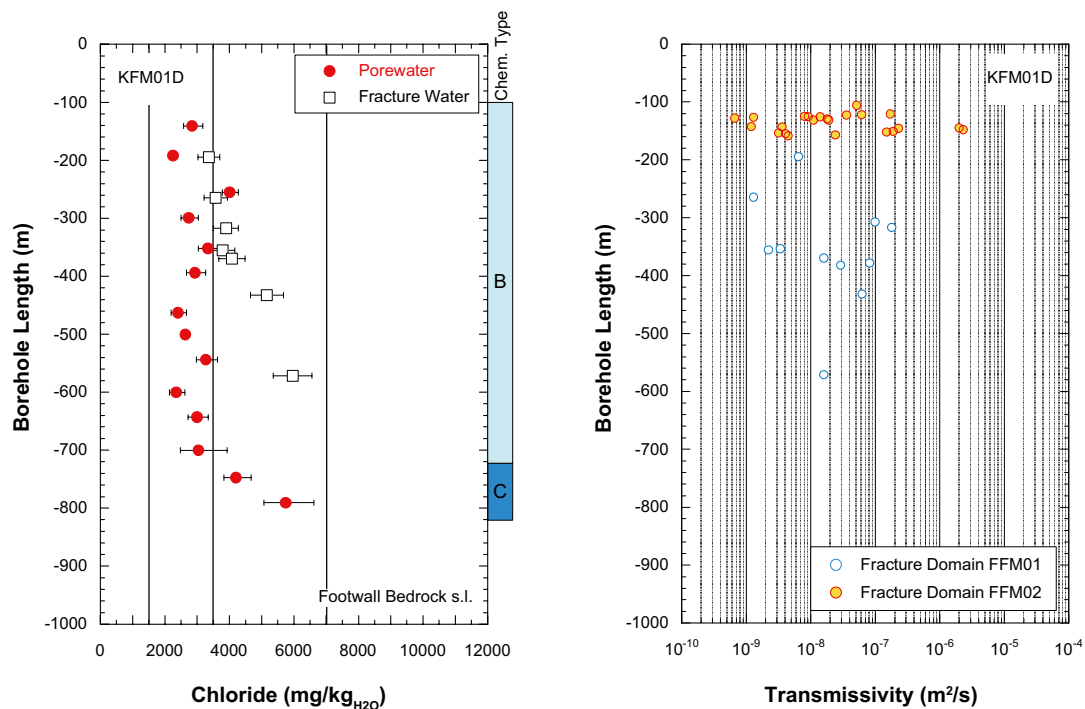 0
-100
-200
-300
-400
-500
-600
-700
-800
-900
-1000
Borehole Length (m)
KFM01D
Porewater
Fracture Water
Chem. Type
B
C
Footwall Bedrock s.l.
0 2000 4000 6000 8000 10000 12000
Chloride (mg/kgH2O)
0
-100
-200
-300
-400
-500
-600
-700
-800
-900
-1000
Borehole Length (m)
KFM01D
Fracture Domain FFM01
Fracture Domain FFM02
10-10 10-9 10-8 10-7 10-6 10-5 10-4
Transmissivity (m2/s)